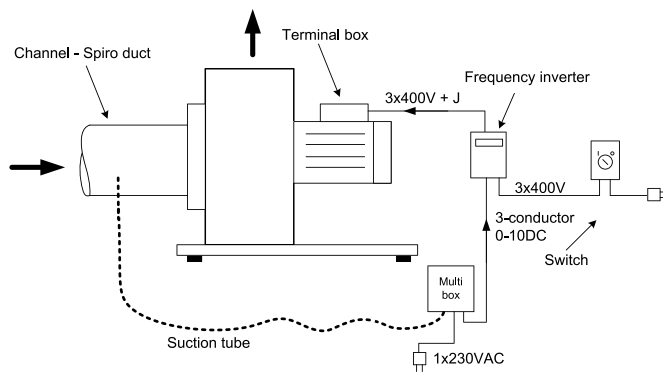 Terminal box
Channel - Spiro duct
Frequency inverter
3x400V + J
I
o
3x400V
3-conductor
0-10DC
Switch
Multi
box
Suction tube
1x230VAC